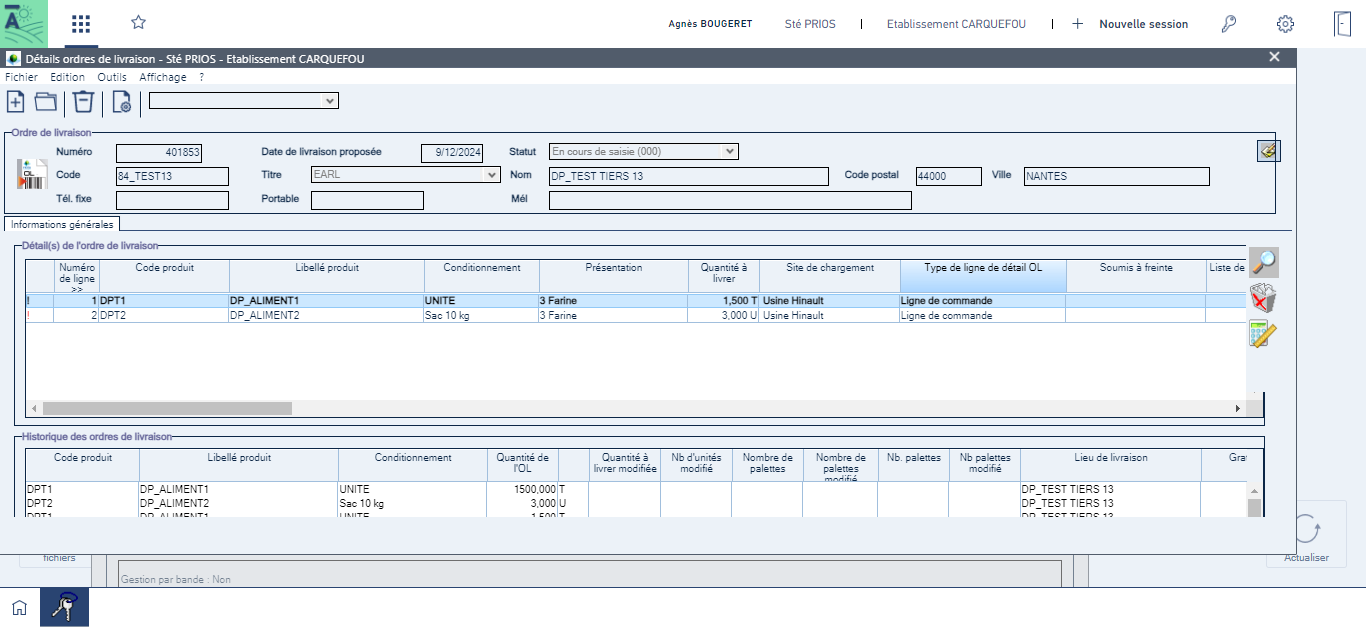 Agnès BOUGERET Sté PRIOS | Etablissement CARQUEFOU | + Nouvelle session
Détails ordres de livraison - Sté PRIOS - Etablissement CARQUEFOU
Fichier Edition Outils Affichage ?
Ordre de livraison
Numéro 401853 Date de livraison proposée 9/12/2024 Statut En cours de saisie (000)
Code 84_TEST13 Titre EARL Nom DP_TEST TIERS 13 Code postal 44000 Ville NANTES
Tél. fixe Portable Mél
Informations générales
Détail(s) de l'ordre de livraison
Numéro de ligne >> Code produit Libellé produit Conditionnement Présentation Quantité à livrer Site de chargement Type de ligne de détail OL Soumis à freinte Liste de
! 1 DPT1 DP_ALIMENT1 UNITE 3 Farine 1,500 T Usine Hinault Ligne de commande
! 2 DPT2 DP_ALIMENT2 Sac 10 kg 3 Farine 3,000 U Usine Hinault Ligne de commande
Historique des ordres de livraison
Code produit Libellé produit Conditionnement Quantité de l'OL Quantité à livrer modifiée Nb d'unités modifié Nombre de palettes Nombre de palettes modifié Nb. palettes Nb palettes modifié Lieu de livraison Grat
DPT1 DP_ALIMENT1 UNITE 1500,000 T DP_TEST TIERS 13
DPT2 DP_ALIMENT2 Sac 10 kg 3,000 U DP_TEST TIERS 13
DPT1 DP_ALIMENT1 UNITE 1,500 T DP_TEST TIERS 13
fichiers Actualiser
Gestion par bande : Non